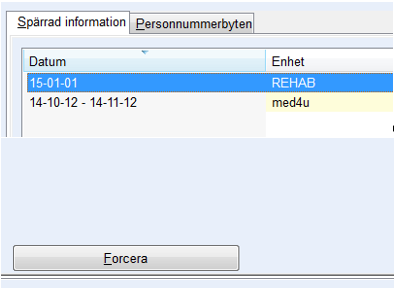 Spärrad information Personnummerbyten
Datum Enhet
15-01-01 REHAB
14-10-12 - 14-11-12 med4u
Forcera